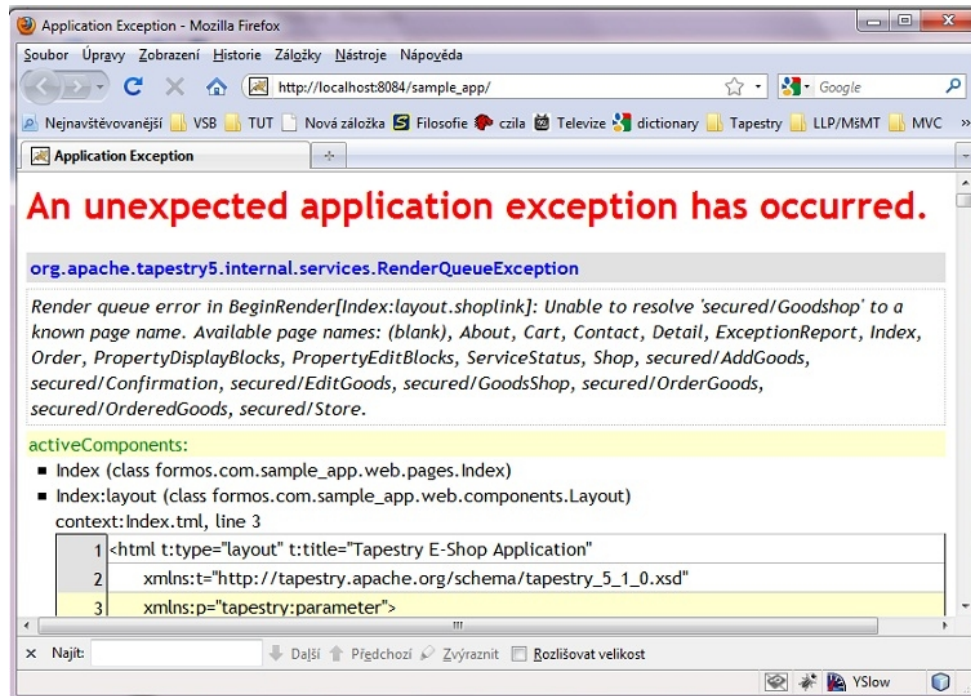 Application Exception - Mozilla Firefox
Soubor Úpravy Zobrazení Historie Záložky Nástroje Nápověda
http://localhost:8084/sample_app/ Google
Nejnavštěvovanější VSB TUT Nová záložka Filosofie czila Televize dictionary Tapestry LLP/MŠMT MVC »
Application Exception
An unexpected application exception has occurred.
org.apache.tapestry5.internal.services.RenderQueueException
Render queue error in BeginRender[Index:layout.shoplink]: Unable to resolve 'secured/Goodshop' to a
known page name. Available page names: (blank), About, Cart, Contact, Detail, ExceptionReport, Index,
Order, PropertyDisplayBlocks, PropertyEditBlocks, ServiceStatus, Shop, secured/AddGoods,
secured/Confirmation, secured/EditGoods, secured/GoodsShop, secured/OrderGoods,
secured/OrderedGoods, secured/Store.
activeComponents:
Index (class formos.com.sample_app.web.pages.Index)
Index:layout (class formos.com.sample_app.web.components.Layout)
context:Index.tml, line 3
1 <html t:type="layout" t:title="Tapestry E-Shop Application"
2 xmlns:t="http://tapestry.apache.org/schema/tapestry_5_1_0.xsd"
3 xmlns:p="tapestry:parameter">
Najít: Další Předchozí Zvýraznit Rozlišovat velikost
YSlow